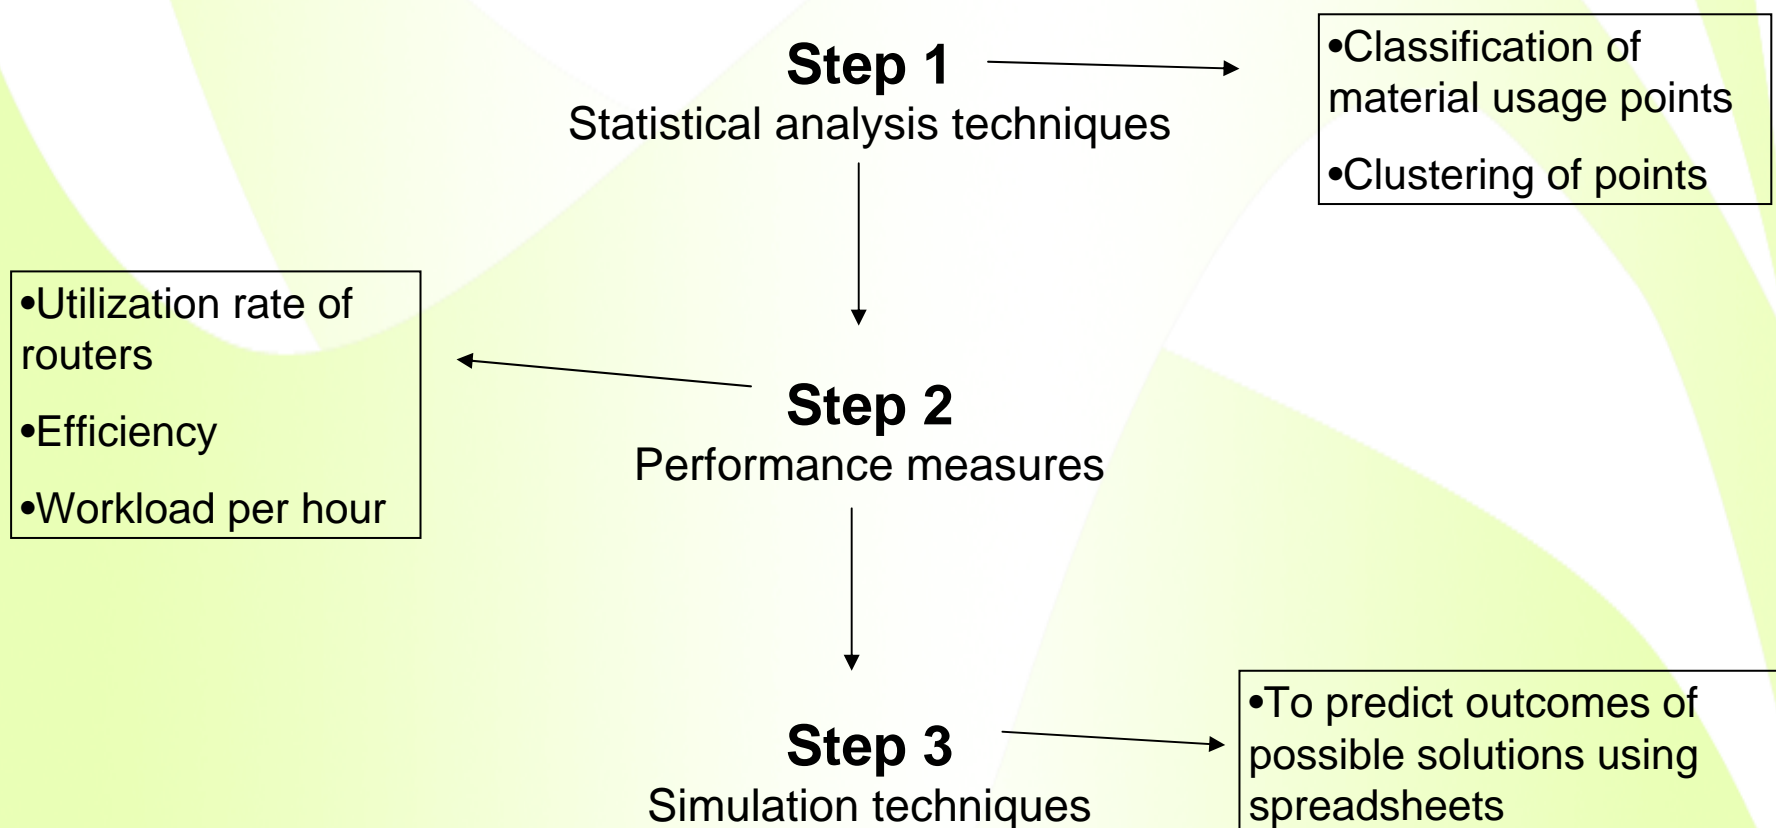 Step 1
Statistical analysis techniques
•Classification of
material usage points
•Clustering of points
•Utilization rate of
routers
•Efficiency
•Workload per hour
Step 2
Performance measures
Step 3
Simulation techniques
•To predict outcomes of
possible solutions using
spreadsheets